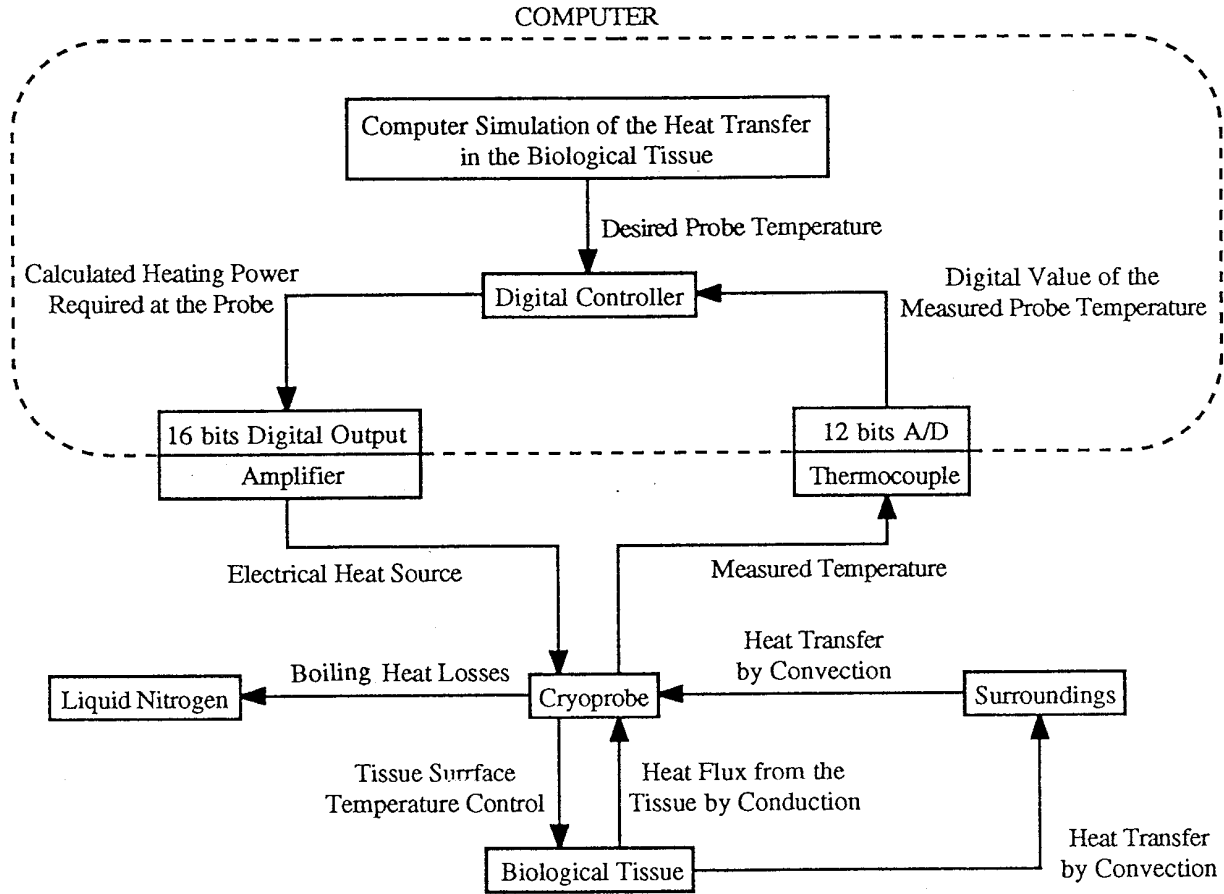 COMPUTER
Computer Simulation of the Heat Transfer
in the Biological Tissue
Desired Probe Temperature
Calculated Heating Power
Required at the Probe
Digital Controller
Digital Value of the
Measured Probe Temperature
16 bits Digital Output
Amplifier
12 bits A/D
Thermocouple
Electrical Heat Source
Measured Temperature
Heat Transfer
by Convection
Boiling Heat Losses
Liquid Nitrogen
Cryoprobe
Surroundings
Tissue Surrface
Temperature Control
Heat Flux from the
Tissue by Conduction
Biological Tissue
Heat Transfer
by Convection